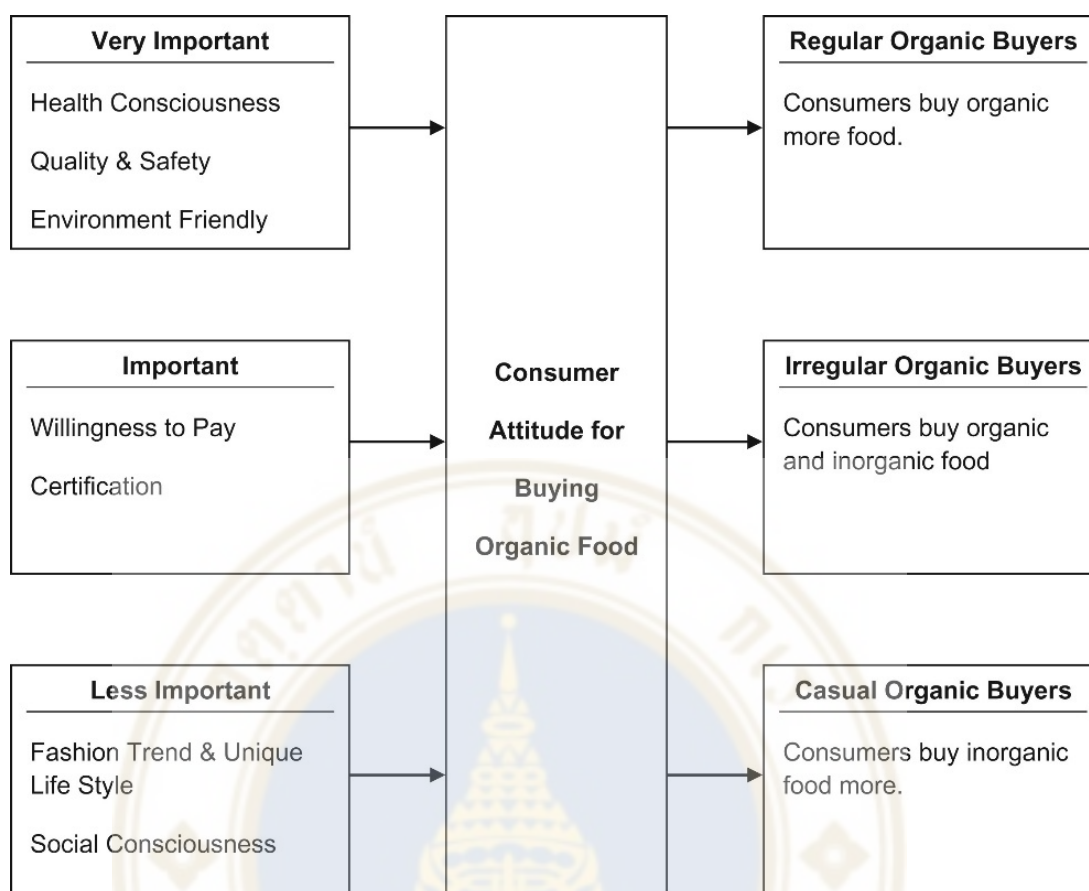 Very Important
Health Consciousness
Quality & Safety
Environment Friendly
Important
Willingness to Pay
Certification
Less Important
Fashion Trend & Unique
Life Style
Social Consciousness
Consumer
Attitude for
Buying
Organic Food
Regular Organic Buyers
Consumers buy organic
more food.
Irregular Organic Buyers
Consumers buy organic
and inorganic food
Casual Organic Buyers
Consumers buy inorganic
food more.